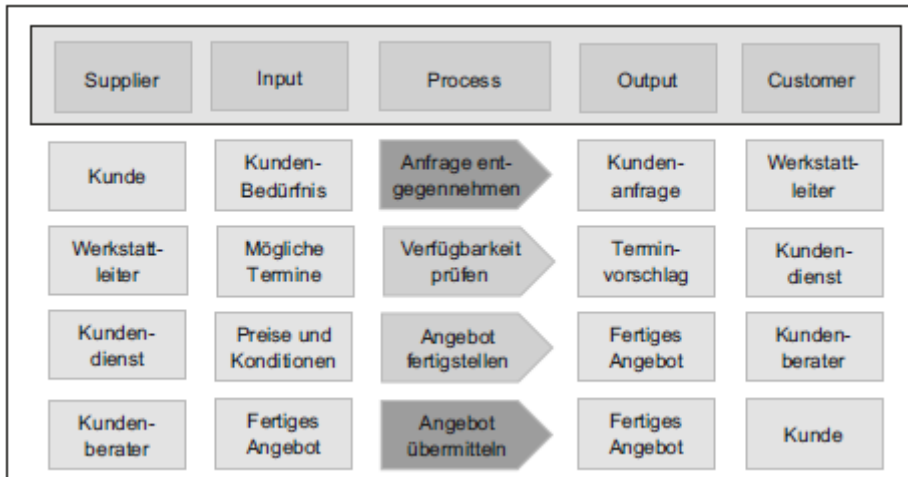 Supplier
Input
Process
Output
Customer
Kunde
Kunden-
Bedürfnis
Anfrage ent-
gegennehmen
Kunden-
anfrage
Werkstatt-
leiter
Werkstatt-
leiter
Mögliche
Termine
Verfügbarkeit
prüfen
Termin-
vorschlag
Kunden-
dienst
Kunden-
dienst
Preise und
Konditionen
Angebot
fertigstellen
Fertiges
Angebot
Kunden-
berater
Kunden-
berater
Fertiges
Angebot
Angebot
übermitteln
Fertiges
Angebot
Kunde